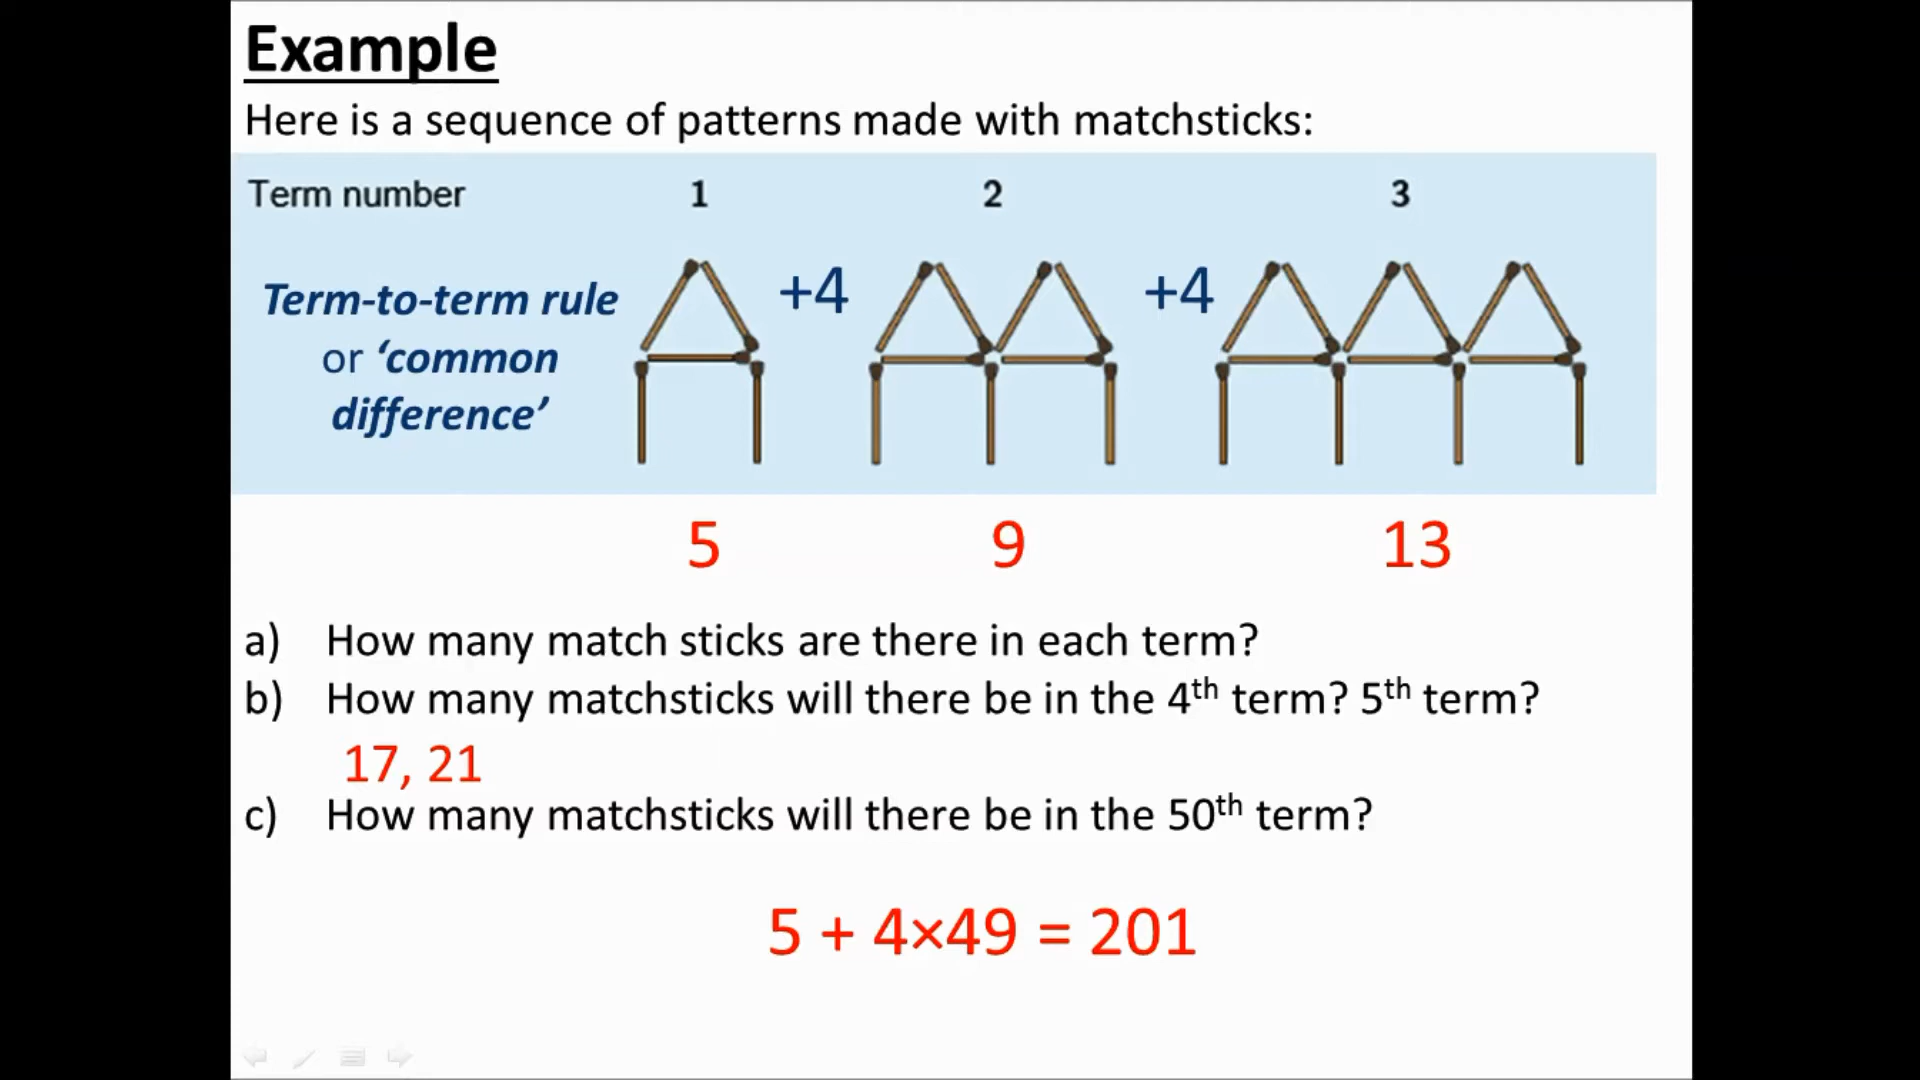 Example
Here is a sequence of patterns made with matchsticks:
Term number 1 2 3
Term-to-term rule +4 +4
or ‘common
difference’
5 9 13
a) How many match sticks are there in each term?
b) How many matchsticks will there be in the 4th term? 5th term?
17, 21
c) How many matchsticks will there be in the 50th term?
5 + 4×49 = 201